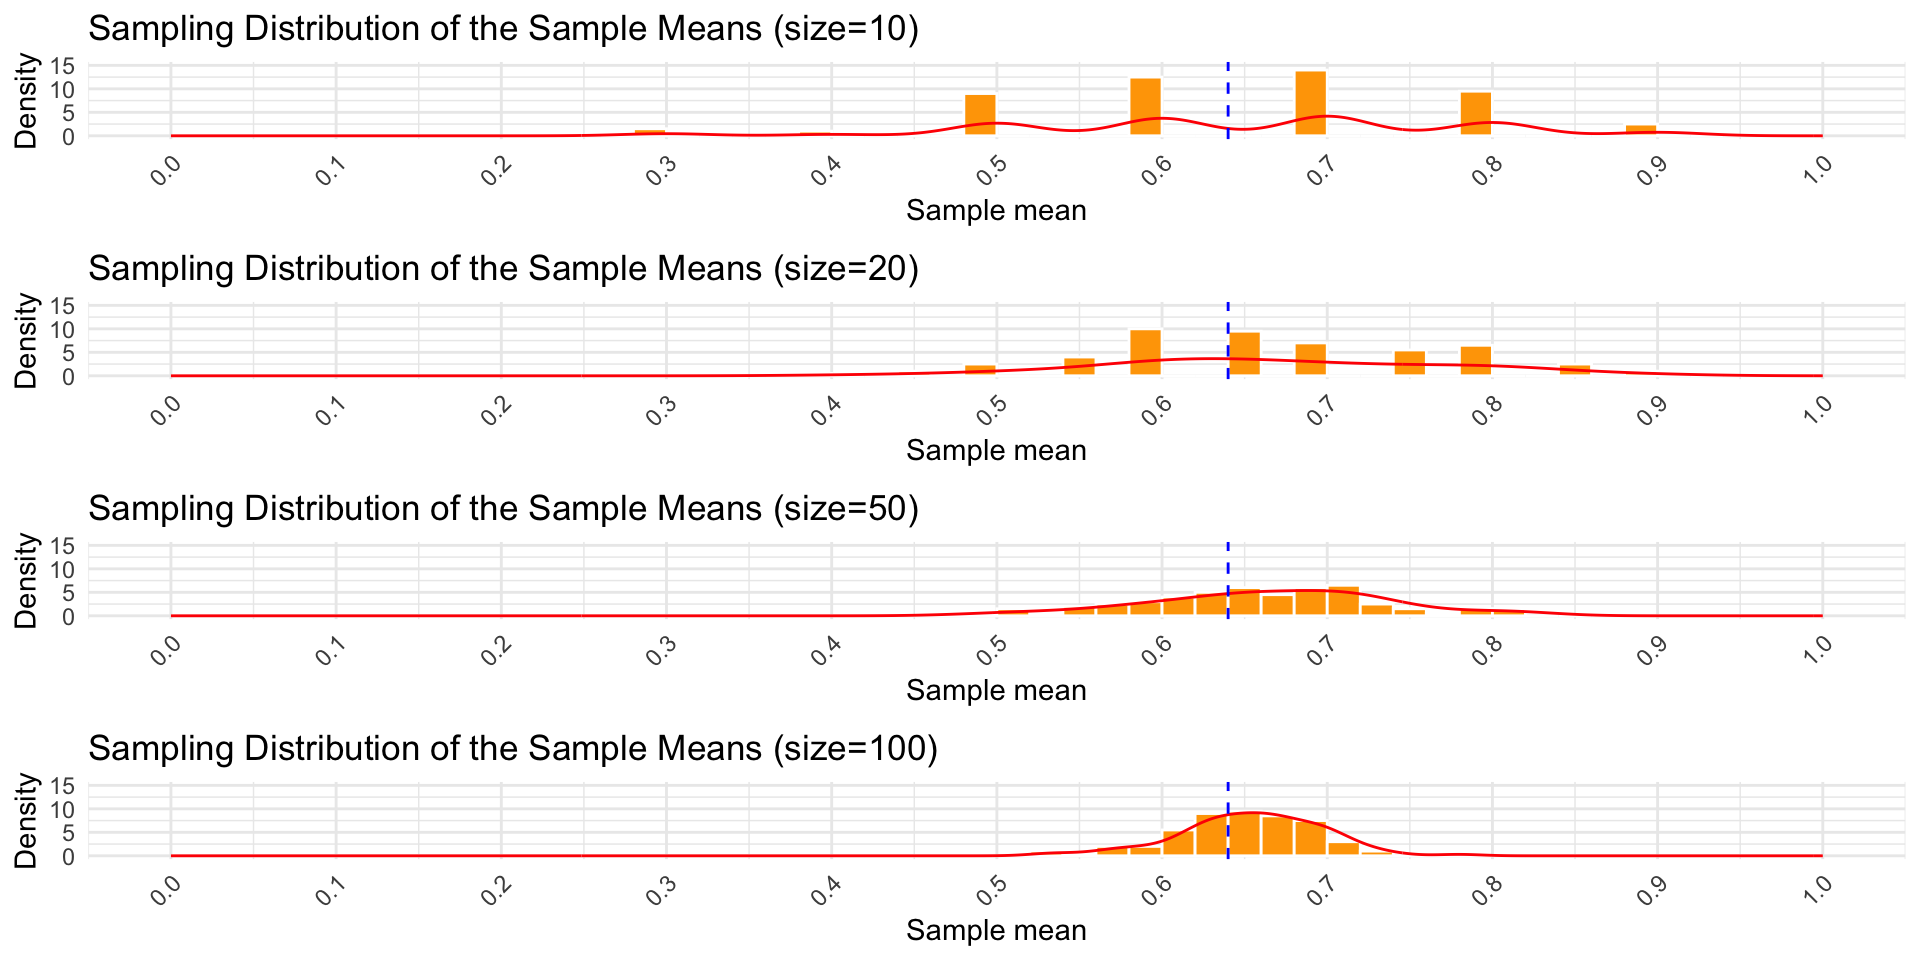 Sampling Distribution of the Sample Means (size=10)
Density
15
10
5
0
0.0 0.1 0.2 0.3 0.4 0.5 0.6 0.7 0.8 0.9 1.0
Sample mean
Sampling Distribution of the Sample Means (size=20)
Density
15
10
5
0
0.0 0.1 0.2 0.3 0.4 0.5 0.6 0.7 0.8 0.9 1.0
Sample mean
Sampling Distribution of the Sample Means (size=50)
Density
15
10
5
0
0.0 0.1 0.2 0.3 0.4 0.5 0.6 0.7 0.8 0.9 1.0
Sample mean
Sampling Distribution of the Sample Means (size=100)
Density
15
10
5
0
0.0 0.1 0.2 0.3 0.4 0.5 0.6 0.7 0.8 0.9 1.0
Sample mean